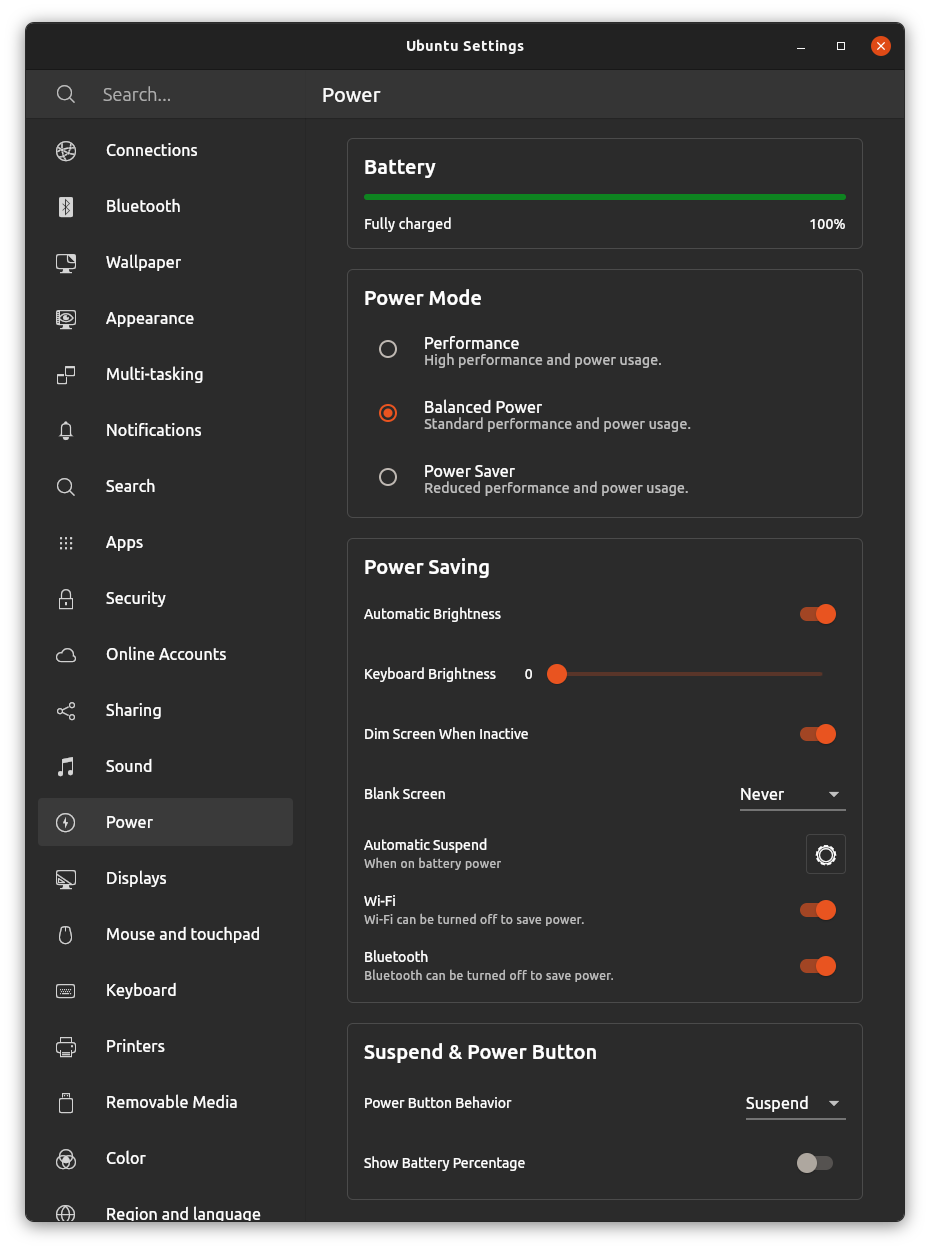 Ubuntu Settings
Search...
Power
Connections
Bluetooth
Wallpaper
Appearance
Multi-tasking
Notifications
Search
Apps
Security
Online Accounts
Sharing
Sound
Power
Displays
Mouse and touchpad
Keyboard
Printers
Removable Media
Color
Region and language
Battery
Fully charged 100%
Power Mode
Performance
High performance and power usage.
Balanced Power
Standard performance and power usage.
Power Saver
Reduced performance and power usage.
Power Saving
Automatic Brightness
Keyboard Brightness 0
Dim Screen When Inactive
Blank Screen Never
Automatic Suspend
When on battery power
Wi-Fi
Wi-Fi can be turned off to save power.
Bluetooth
Bluetooth can be turned off to save power.
Suspend & Power Button
Power Button Behavior Suspend
Show Battery Percentage